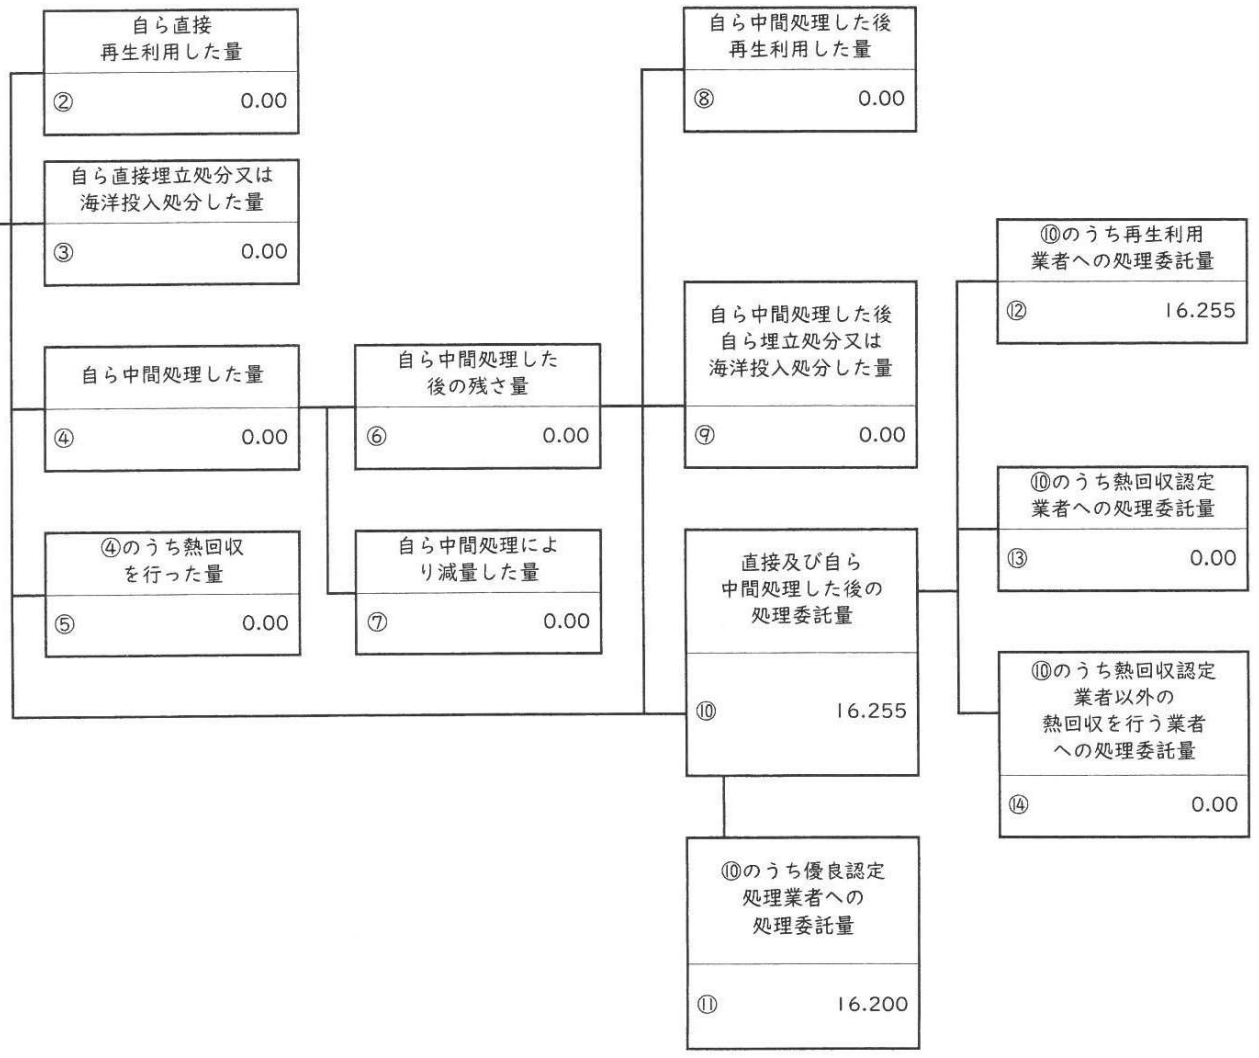 自ら直接
再生利用した量
② 0.00
自ら直接埋立処分又は
海洋投入処分した量
③ 0.00
自ら中間処理した量
④ 0.00
④のうち熱回収
を行った量
⑤ 0.00
自ら中間処理した
後の残さ量
⑥ 0.00
自ら中間処理によ
り減量した量
⑦ 0.00
自ら中間処理した後
再生利用した量
⑧ 0.00
自ら中間処理した後
自ら埋立処分又は
海洋投入処分した量
⑨ 0.00
直接及び自ら
中間処理した後の
処理委託量
⑩ 16.255
⑩のうち優良認定
処理業者への
処理委託量
⑪ 16.200
⑩のうち再生利用
業者への処理委託量
⑫ 16.255
⑩のうち熱回収認定
業者への処理委託量
⑬ 0.00
⑩のうち熱回収認定
業者以外の
熱回収を行う業者
への処理委託量
⑭ 0.00